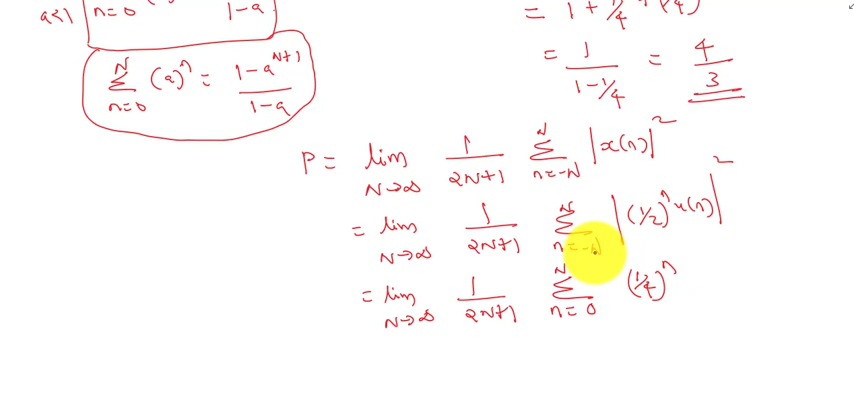 a<1 n=0 1-a
= 1 + 1/4 + (1/4)
N
∑ (a)^n = (1-a^(N+1))/(1-a)
n=0
= 1/(1-1/4) = 4/3
P = lim N→∞ 1/(2N+1) ∑ n=-N N |x(n)|^2
= lim N→∞ 1/(2N+1) ∑ n=-N N |(1/2)^n u(n)|^2
= lim N→∞ 1/(2N+1) ∑ n=0 N (1/4)^n